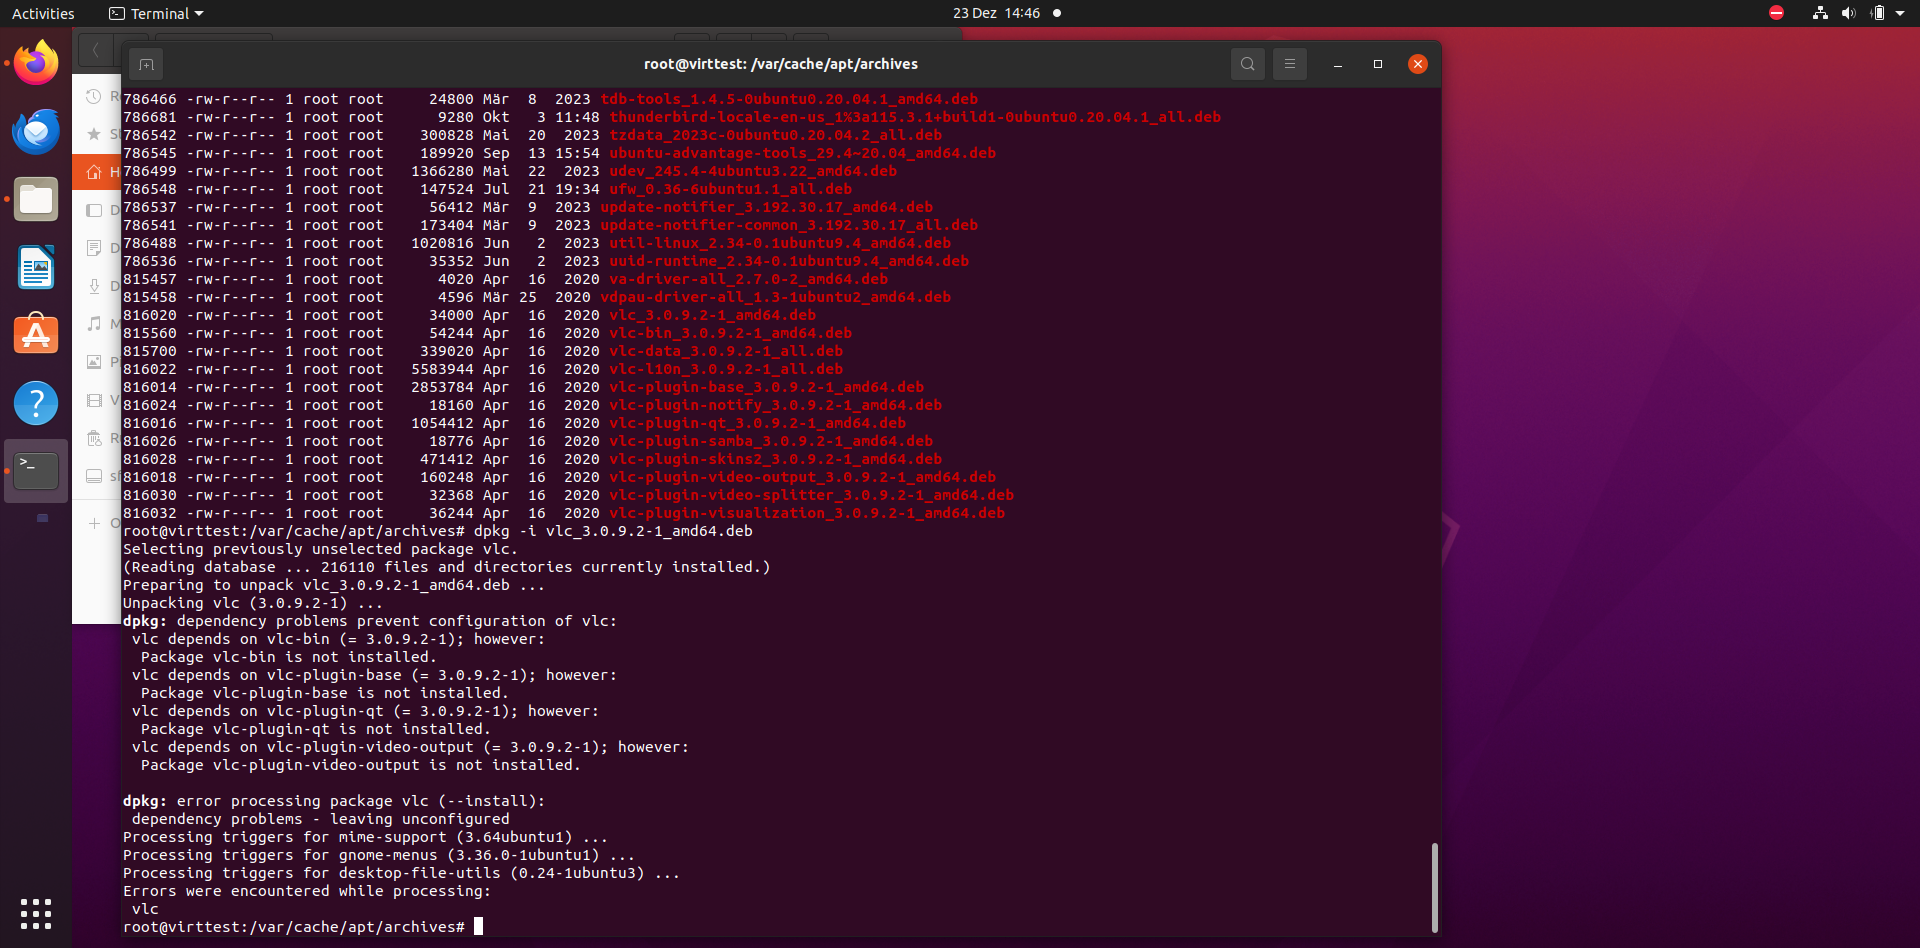 Activities
Terminal
23 Dez 14:46
root@virttest: /var/cache/apt/archives
786466 -rw-r--r-- 1 root root     24800 Mär  8  2023 tdb-tools_1.4.5-0ubuntu0.20.04.1_amd64.deb
786681 -rw-r--r-- 1 root root      9280 Okt   3 11:48 thunderbird-locale-en-us_1%3a115.3.1+build1-0ubuntu0.20.04.1_all.deb
786542 -rw-r--r-- 1 root root    300828 Mai  20  2023 tzdata_2023c-0ubuntu0.20.04.2_all.deb
786545 -rw-r--r-- 1 root root    189920 Sep  13 15:54 ubuntu-advantage-tools_29.4~20.04_amd64.deb
786499 -rw-r--r-- 1 root root   1366280 Mai  22  2023 udev_245.4-4ubuntu3.22_amd64.deb
786548 -rw-r--r-- 1 root root    147524 Jul  21 19:34 ufw_0.36-6ubuntu1.1_all.deb
786537 -rw-r--r-- 1 root root     56412 Mär  9  2023 update-notifier_3.192.30.17_amd64.deb
786541 -rw-r--r-- 1 root root    173404 Mär  9  2023 update-notifier-common_3.192.30.17_all.deb
786488 -rw-r--r-- 1 root root   1020816 Jun   2  2023 util-linux_2.34-0.1ubuntu9.4_amd64.deb
786536 -rw-r--r-- 1 root root     35352 Jun   2  2023 uuid-runtime_2.34-0.1ubuntu9.4_amd64.deb
815457 -rw-r--r-- 1 root root      4020 Apr  16  2020 va-driver-all_2.7.0-2_amd64.deb
815458 -rw-r--r-- 1 root root      4596 Mär 25  2020 vdpau-driver-all_1.3-1ubuntu2_amd64.deb
816020 -rw-r--r-- 1 root root     34000 Apr  16  2020 vlc_3.0.9.2-1_amd64.deb
815560 -rw-r--r-- 1 root root     54244 Apr  16  2020 vlc-bin_3.0.9.2-1_amd64.deb
815700 -rw-r--r-- 1 root root    339020 Apr  16  2020 vlc-data_3.0.9.2-1_all.deb
816022 -rw-r--r-- 1 root root   5583944 Apr  16  2020 vlc-l10n_3.0.9.2-1_all.deb
816014 -rw-r--r-- 1 root root   2853784 Apr  16  2020 vlc-plugin-base_3.0.9.2-1_amd64.deb
816024 -rw-r--r-- 1 root root     18160 Apr  16  2020 vlc-plugin-notify_3.0.9.2-1_amd64.deb
816016 -rw-r--r-- 1 root root   1054412 Apr  16  2020 vlc-plugin-qt_3.0.9.2-1_amd64.deb
816026 -rw-r--r-- 1 root root     18776 Apr  16  2020 vlc-plugin-samba_3.0.9.2-1_amd64.deb
816028 -rw-r--r-- 1 root root    471412 Apr  16  2020 vlc-plugin-skins2_3.0.9.2-1_amd64.deb
816018 -rw-r--r-- 1 root root    160248 Apr  16  2020 vlc-plugin-video-output_3.0.9.2-1_amd64.deb
816030 -rw-r--r-- 1 root root     32368 Apr  16  2020 vlc-plugin-video-splitter_3.0.9.2-1_amd64.deb
816032 -rw-r--r-- 1 root root     36244 Apr  16  2020 vlc-plugin-visualization_3.0.9.2-1_amd64.deb
root@virttest:/var/cache/apt/archives# dpkg -i vlc_3.0.9.2-1_amd64.deb
Selecting previously unselected package vlc.
(Reading database ... 216110 files and directories currently installed.)
Preparing to unpack vlc_3.0.9.2-1_amd64.deb ...
Unpacking vlc (3.0.9.2-1) ...
dpkg: dependency problems prevent configuration of vlc:
 vlc depends on vlc-bin (= 3.0.9.2-1); however:
  Package vlc-bin is not installed.
 vlc depends on vlc-plugin-base (= 3.0.9.2-1); however:
  Package vlc-plugin-base is not installed.
 vlc depends on vlc-plugin-qt (= 3.0.9.2-1); however:
  Package vlc-plugin-qt is not installed.
 vlc depends on vlc-plugin-video-output (= 3.0.9.2-1); however:
  Package vlc-plugin-video-output is not installed.

dpkg: error processing package vlc (--install):
 dependency problems - leaving unconfigured
Processing triggers for mime-support (3.64ubuntu1) ...
Processing triggers for gnome-menus (3.36.0-1ubuntu1) ...
Processing triggers for desktop-file-utils (0.24-1ubuntu3) ...
Errors were encountered while processing:
 vlc
root@virttest:/var/cache/apt/archives#